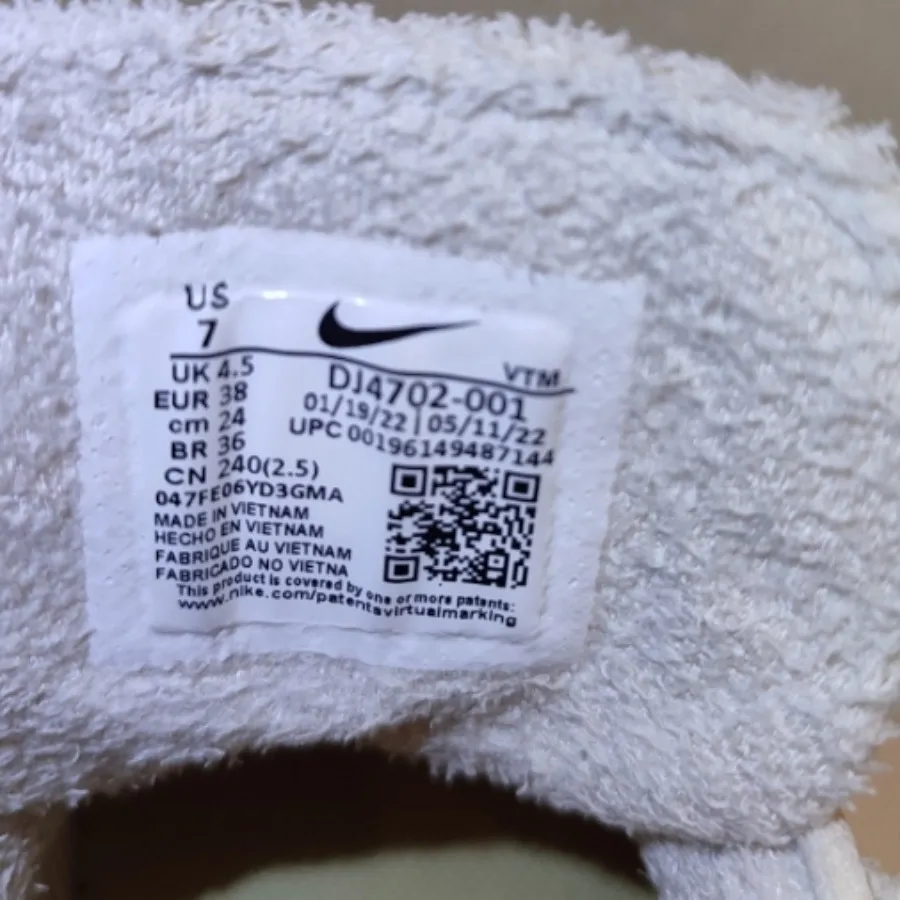 US
7
VTM
UK 4.5
EUR 38
cm 24
BR 36
CN 240(2.5)
DJ4702-001
01/19/22 | 05/11/22
UPC 00196149487144
047FE06YD3GMA
MADE IN VIETNAM
HECHO EN VIETNAM
FABRIQUE AU VIETNAM
FABRICADO NO VIETNA
This product is covered by one or more patents:
www.nike.com/patentsvirtualmarking